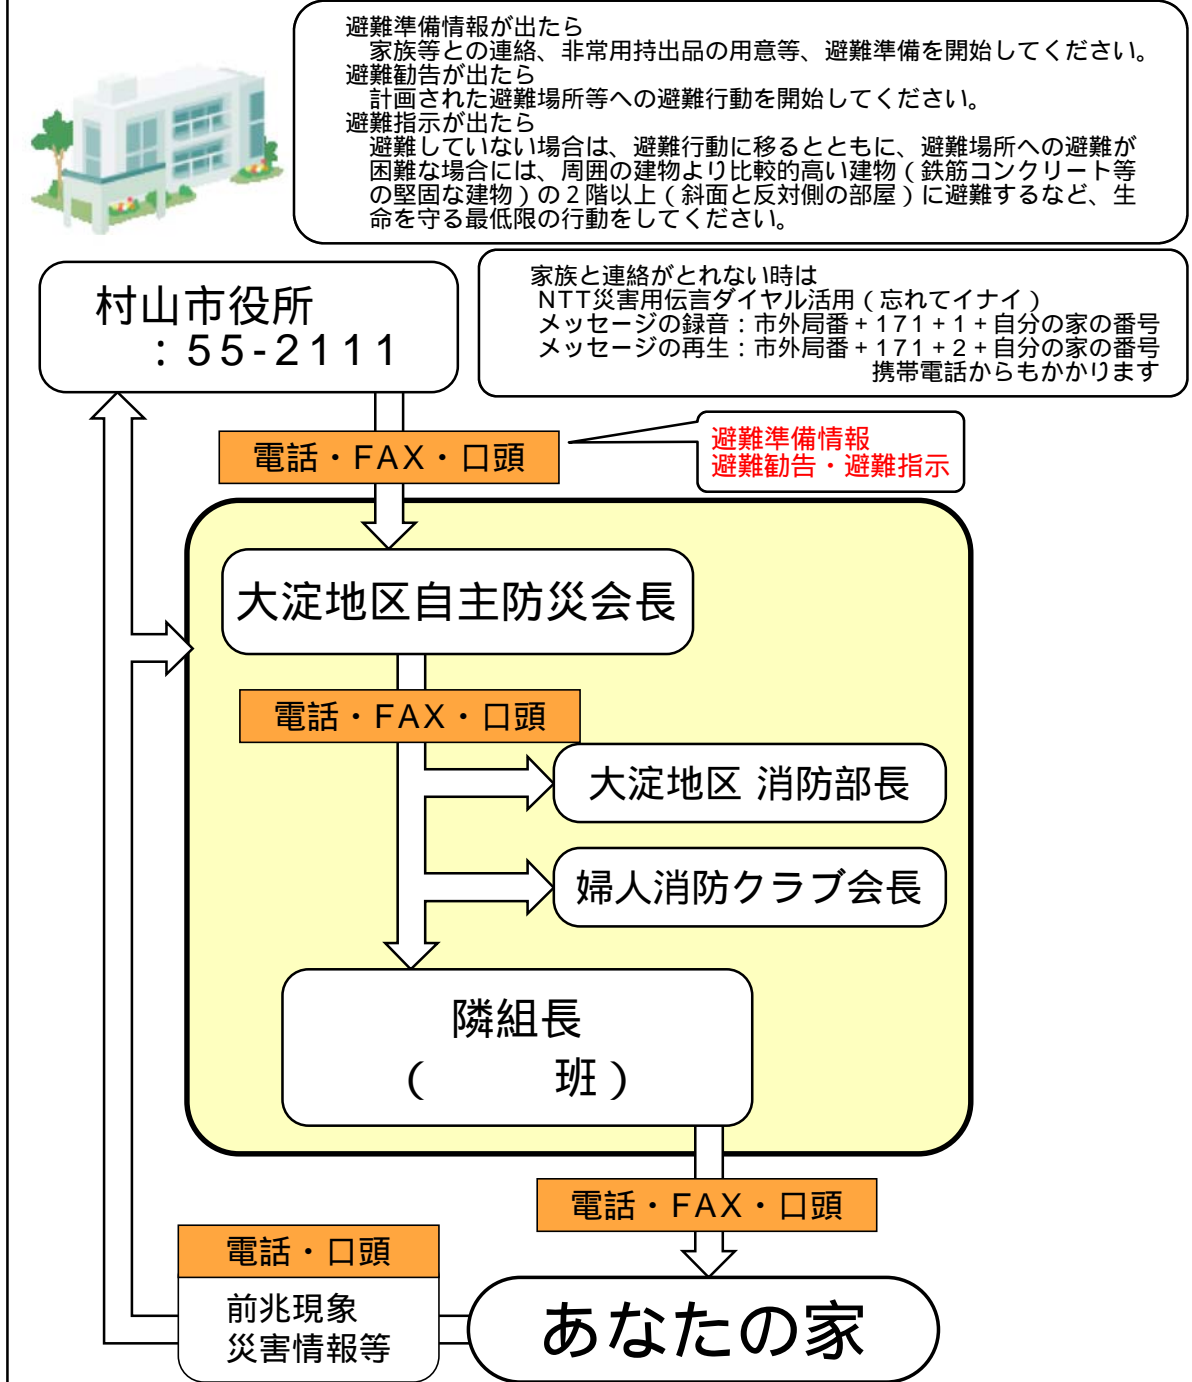 避難準備情報が出たら
家族等との連絡、非常用持出品の用意等、避難準備を開始してください。
避難勧告が出たら
計画された避難場所等への避難行動を開始してください。
避難指示が出たら
避難していない場合は、避難行動に移るとともに、避難場所への避難が
困難な場合には、周囲の建物より比較的高い建物(鉄筋コンクリート等
の堅固な建物)の2階以上(斜面と反対側の部屋)に避難するなど、生
命を守る最低限の行動をしてください。
村山市役所
:55-2111
家族と連絡がとれない時は
NTT災害用伝言ダイヤル活用(忘れてイナイ)
メッセージの録音:市外局番+171+1+自分の家の番号
メッセージの再生:市外局番+171+2+自分の家の番号
携帯電話からもかかります
電話・FAX・口頭
避難準備情報
避難勧告・避難指示
大淀地区自主防災会長
電話・FAX・口頭
大淀地区 消防部長
婦人消防クラブ会長
隣組長
(　　班)
電話・FAX・口頭
電話・口頭
前兆現象
災害情報等
あなたの家